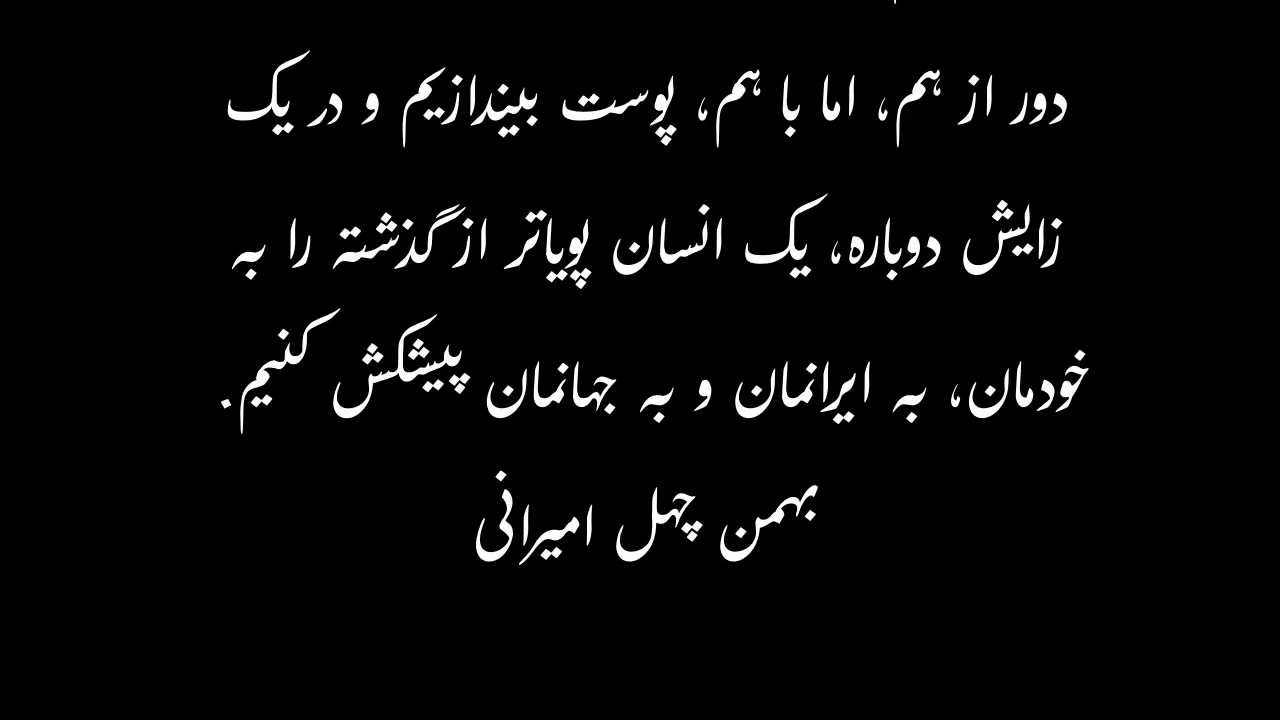 دور از هم، اما با هم، پوست بیندازیم و در یک
زایش دوباره، یک انسان پویاتر از گذشته را به
خودمان، به ایرانمان و به جهانمان پیشکش کنیم.
بهمن چهل امیرانی